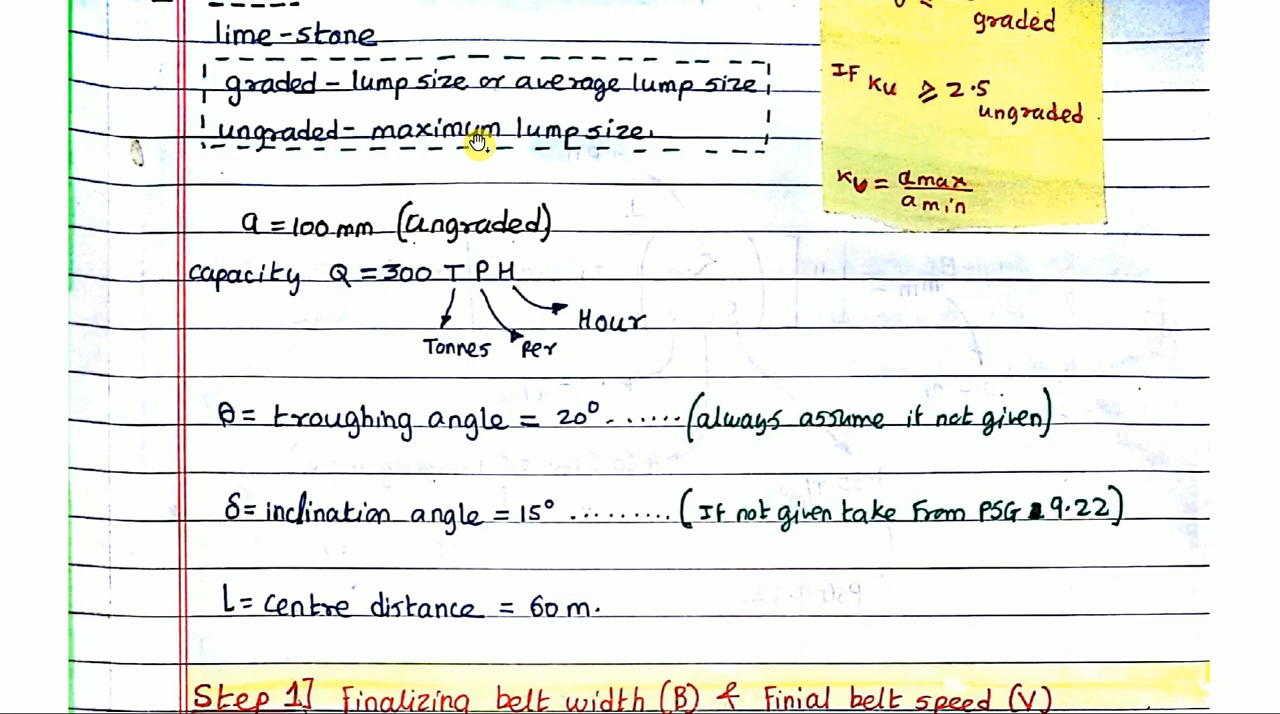 lime-stone
graded - lump size or average lump size
ungraded - maximum lump size.
graded
IF Ku ≥ 2.5
ungraded
Ku = amax / amin
a = 100 mm (ungraded)
capacity Q = 300 T P H
Hour
Tonnes Per
θ = troughing angle = 20° ...... (always assume if not given)
δ = inclination angle = 15° ......... (If not given take from PSG 9.22)
L = centre distance = 60 m.
Step 1] Finalizing belt width (B) & Finial belt speed (V)